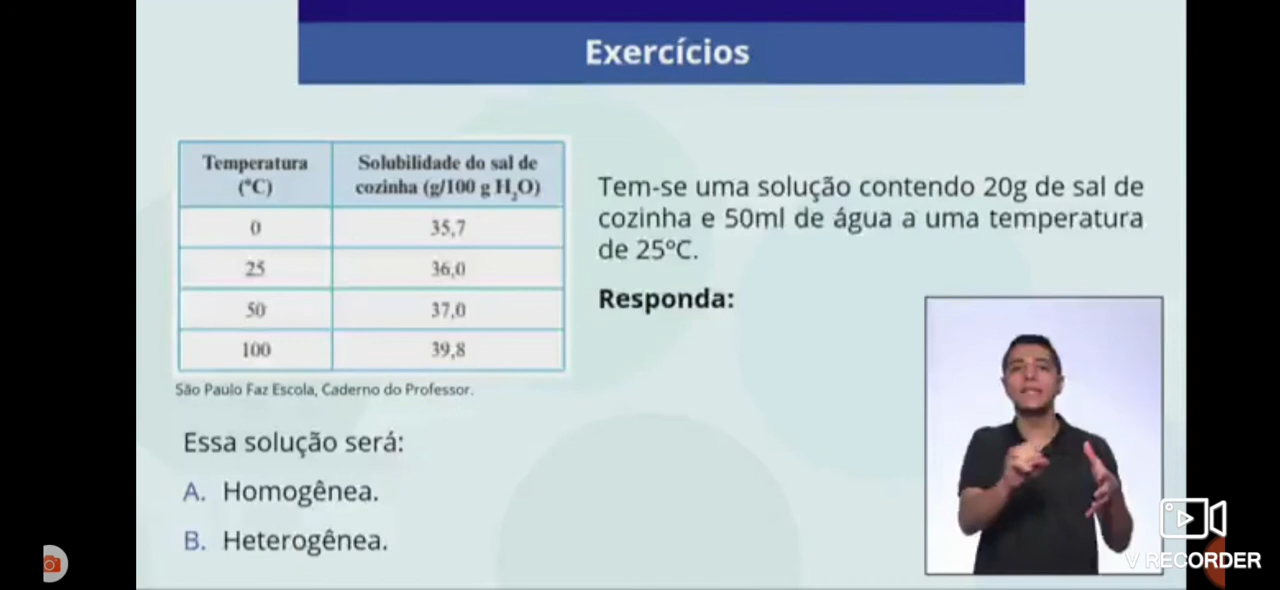 Exercícios
Temperatura
(°C)
Solubilidade do sal de
cozinha (g/100 g H₂O)
0
35,7
25
36,0
50
37,0
100
39,8
São Paulo Faz Escola, Caderno do Professor.
Tem-se uma solução contendo 20g de sal de
cozinha e 50ml de água a uma temperatura
de 25ºC.
Responda:
Essa solução será:
A. Homogênea.
B. Heterogênea.
V RECORDER